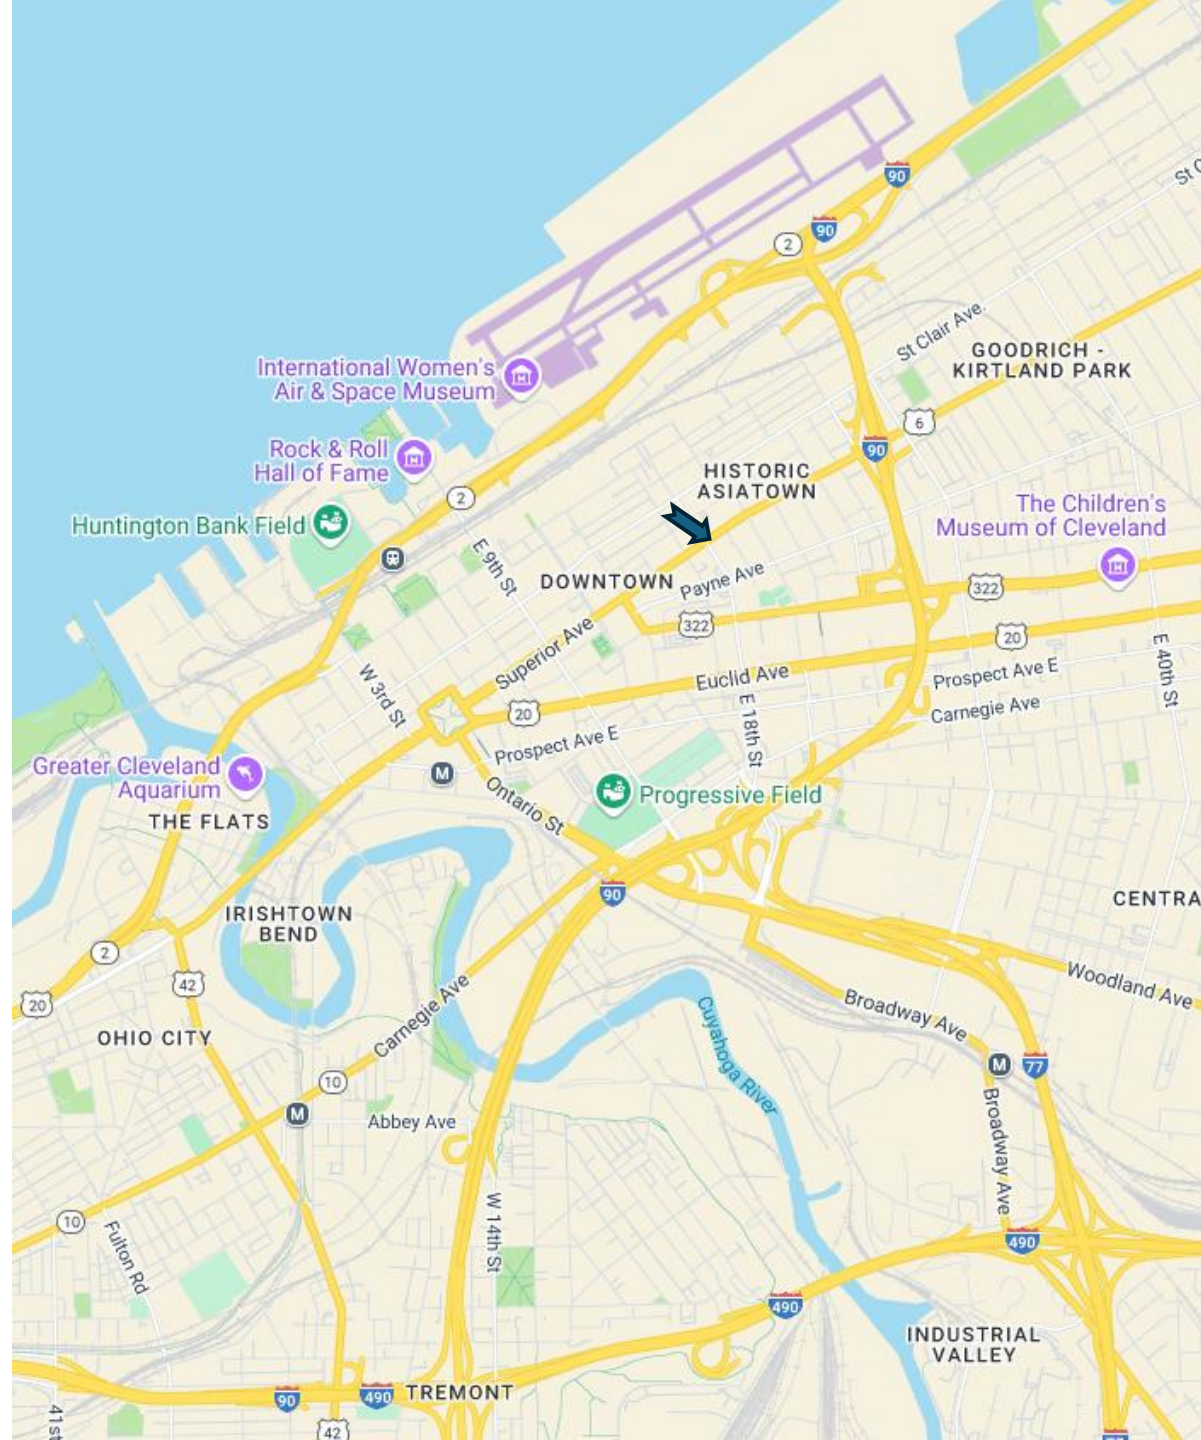 90
St C
90
2
St Clair Ave.
GOODRICH -
KIRTLAND PARK
International Women's
Air & Space Museum
6
90
Rock & Roll
Hall of Fame
HISTORIC
ASIATOWN
2
The Children's
Museum of Cleveland
Huntington Bank Field
E 9th St
DOWNTOWN
Payne Ave
322
322
20
Superior Ave
Euclid Ave
Prospect Ave E
E 40th St
W 3rd St
20
E 18th St
Carnegie Ave
Prospect Ave E
Greater Cleveland
Aquarium
M
Ontario St
Progressive Field
THE FLATS
90
CENTRA
IRISHTOWN
BEND
2
42
20
Woodland Ave
Carnegie Ave
Broadway Ave
Cuyahoga River
OHIO CITY
M
77
10
M
Abbey Ave
Broadway Ave
10
W 14th St
Fulton Rd
490
490
INDUSTRIAL
VALLEY
90
490
TREMONT
41st
42
77